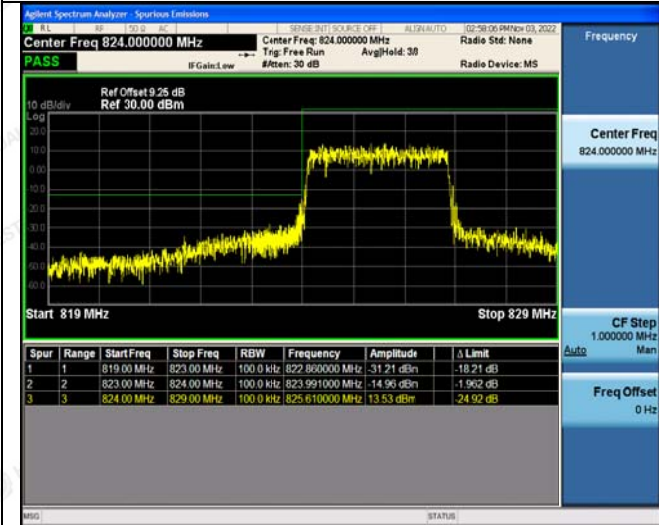 Agilent Spectrum Analyzer - Spurious Emissions
RL RF 50 Ω AC SENSE:INT SOURCE OFF ALIGNAUTO 02:58:06 PM Nov 03, 2022
Center Freq 824.000000 MHz
Center Freq: 824.000000 MHz
Radio Std: None
Trig: Free Run Avg|Hold: 3/3
PASS IFGain:Low #Atten: 30 dB Radio Device: MS
Frequency
Ref Offset 9.25 dB
10 dB/div Ref 30.00 dBm
Log
20.0
10.0
0.00
-10.0
-20.0
-30.0
-40.0
-50.0
-60.0
Start 819 MHz Stop 829 MHz
Spur Range Start Freq Stop Freq RBW Frequency Amplitude Δ Limit
1 1 819.00 MHz 823.00 MHz 100.0 kHz 822.860000 MHz -31.21 dBm -18.21 dB
2 2 823.00 MHz 824.00 MHz 100.0 kHz 823.991000 MHz -14.96 dBm -1.962 dB
3 3 824.00 MHz 829.00 MHz 100.0 kHz 825.610000 MHz 13.53 dBm -24.92 dB
Center Freq
824.000000 MHz
CF Step
1.000000 MHz
Auto Man
Freq Offset
0 Hz
MSG STATUS